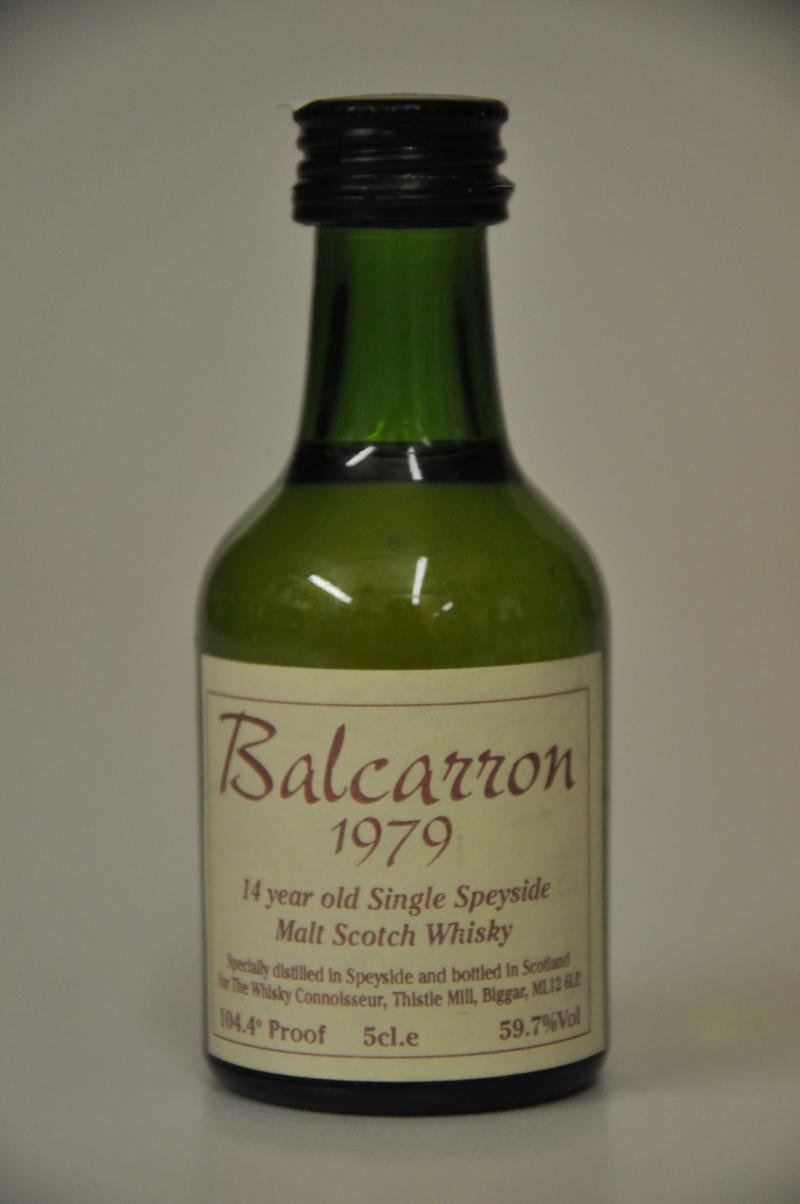 Balcarron
1979
14 year old Single Speyside
Malt Scotch Whisky
Specially distilled in Speyside and bottled in Scotland
for The Whisky Connoisseur, Thistle Mill, Biggar, ML12 6LP
104.4° Proof 5cl.e 59.7%Vol